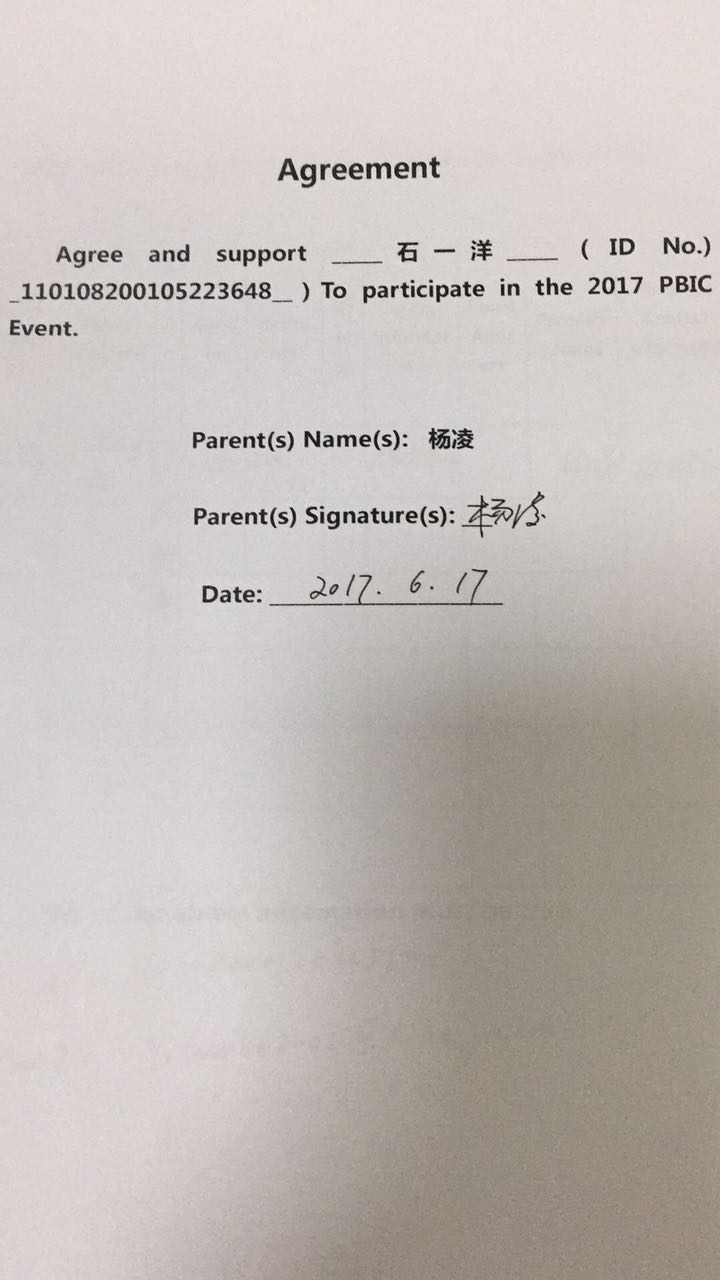 Agreement
Agree and support ____ 石一洋 ____ ( ID No.)
_110108200105223648__ ) To participate in the 2017 PBIC
Event.
Parent(s) Name(s): 杨凌
Parent(s) Signature(s): 杨凌
Date: 2017. 6. 17